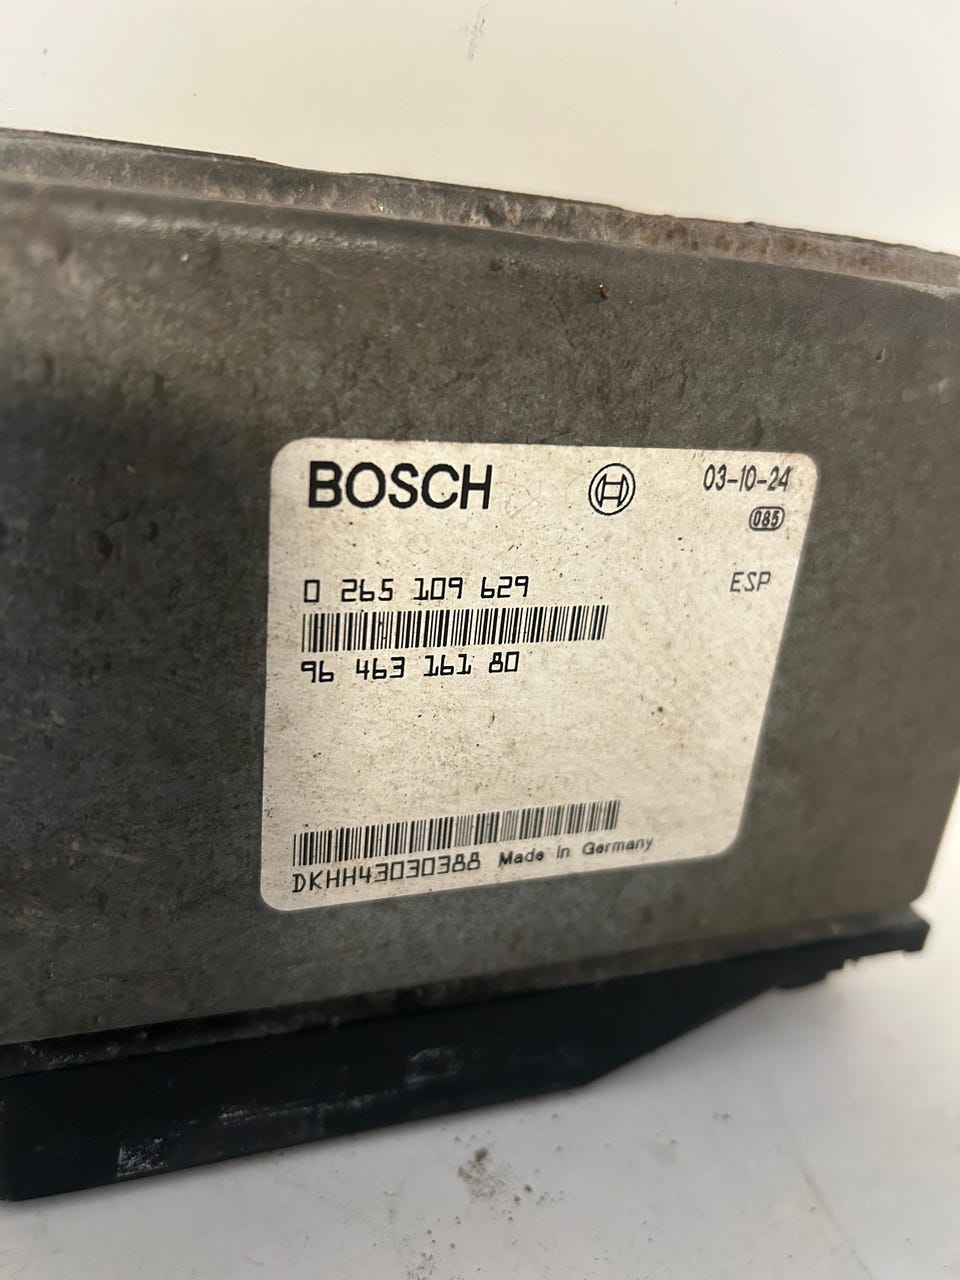 BOSCH
03-10-24
085
0 265 109 629
ESP
96 463 161 80
DKHH43030388 Made in Germany